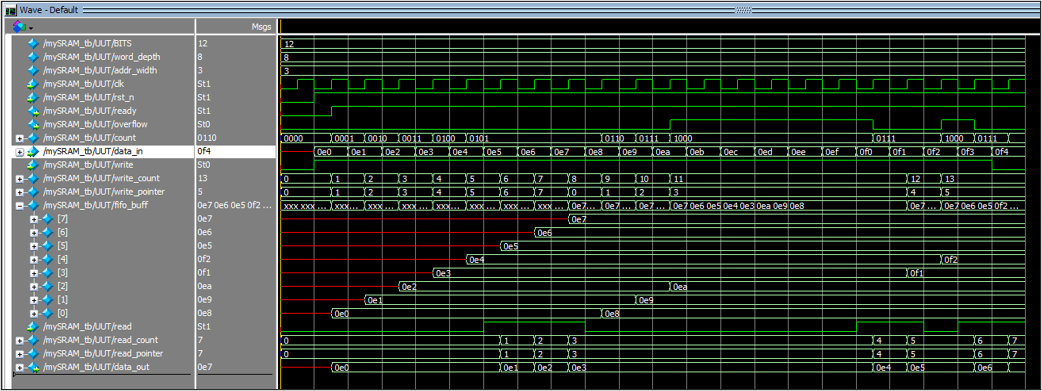 Wave - Default
Msgs
/mySRAM_tb/UUT/BITS 12 12
/mySRAM_tb/UUT/word_depth 8 8
/mySRAM_tb/UUT/addr_width 3 3
/mySRAM_tb/UUT/clk St1
/mySRAM_tb/UUT/rst_n St1
/mySRAM_tb/UUT/ready St1
/mySRAM_tb/UUT/overflow St0
/mySRAM_tb/UUT/count 0110 0000 0001 0010 0011 0100 0101 0110 0111 1000 0111 1000 0111
/mySRAM_tb/UUT/data_in 0f4 0e0 0e1 0e2 0e3 0e4 0e5 0e6 0e7 0e8 0e9 0ea 0eb 0ec 0ed 0ee 0ef 0f0 0f1 0f2 0f3 0f4
/mySRAM_tb/UUT/write St0
/mySRAM_tb/UUT/write_count 13 0 1 2 3 4 5 6 7 8 9 10 11 12 13
/mySRAM_tb/UUT/write_pointer 5 0 1 2 3 4 5 6 7 0 1 2 3 4 5
/mySRAM_tb/UUT/fifo_buff 0e7 0e6 0e5 0f2 ... xxx xxx ... xxx... xxx ... xxx ... xxx ... xxx ... xxx... xxx ... 0e7... 0e7 ... 0e7 ... 0e7 0e6 0e5 0e4 0e3 0ea 0e9 0e8 0e7 ... 0e7 0e6 0e5 0f2 ...
[7] 0e7 0e7
[6] 0e6 0e6
[5] 0e5 0e5
[4] 0f2 0e4 0f2
[3] 0f1 0e3 0f1
[2] 0ea 0e2 0ea
[1] 0e9 0e1 0e9
[0] 0e8 0e0 0e8
/mySRAM_tb/UUT/read St1
/mySRAM_tb/UUT/read_count 7 0 1 2 3 4 5 6 7
/mySRAM_tb/UUT/read_pointer 7 0 1 2 3 4 5 6 7
/mySRAM_tb/UUT/data_out 0e7 0e0 0e1 0e2 0e3 0e4 0e5 0e6